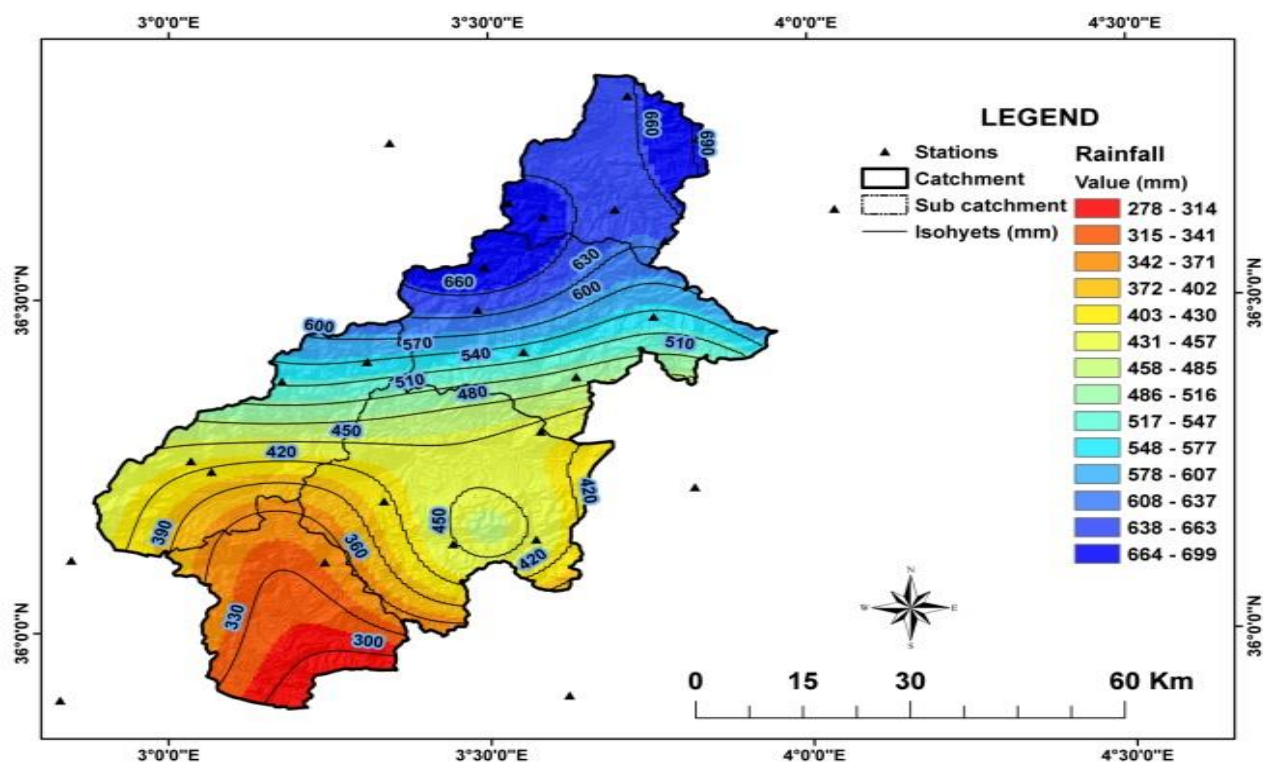 3°0'0"E 3°30'0"E 4°0'0"E 4°30'0"E
36°30'0"N
36°0'0"N
660
690
630
660
600
600
570
540
510
510
480
450
420
420
450
390
360
420
330
300
LEGEND
Stations
Catchment
Sub catchment
Isohyets (mm)
Rainfall
Value (mm)
278 - 314
315 - 341
342 - 371
372 - 402
403 - 430
431 - 457
458 - 485
486 - 516
517 - 547
548 - 577
578 - 607
608 - 637
638 - 663
664 - 699
36°30'0"N
36°0'0"N
N
W E
S
0 15 30 60 Km
3°0'0"E 3°30'0"E 4°0'0"E 4°30'0"E